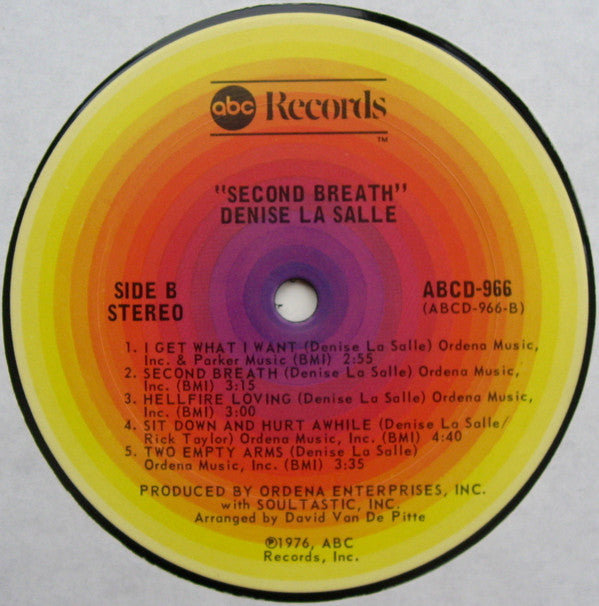 abc Records
TM
"SECOND BREATH"
DENISE LA SALLE
SIDE B
STEREO
ABCD-966
(ABCD-966-B)
1. I GET WHAT I WANT (Denise La Salle) Ordena Music,
Inc. & Parker Music (BMI) 2:55
2. SECOND BREATH (Denise La Salle) Ordena Music,
Inc. (BMI) 3:15
3. HELLFIRE LOVING (Denise La Salle) Ordena Music,
Inc. (BMI) 3:00
4. SIT DOWN AND HURT AWHILE (Denise La Salle/
Rick Taylor) Ordena Music, Inc. (BMI) 4:40
5. TWO EMPTY ARMS (Denise La Salle)
Ordena Music, Inc. (BMI) 3:35
PRODUCED BY ORDENA ENTERPRISES, INC.
with SOULTASTIC, INC.
Arranged by David Van De Pitte
℗1976, ABC
Records, Inc.